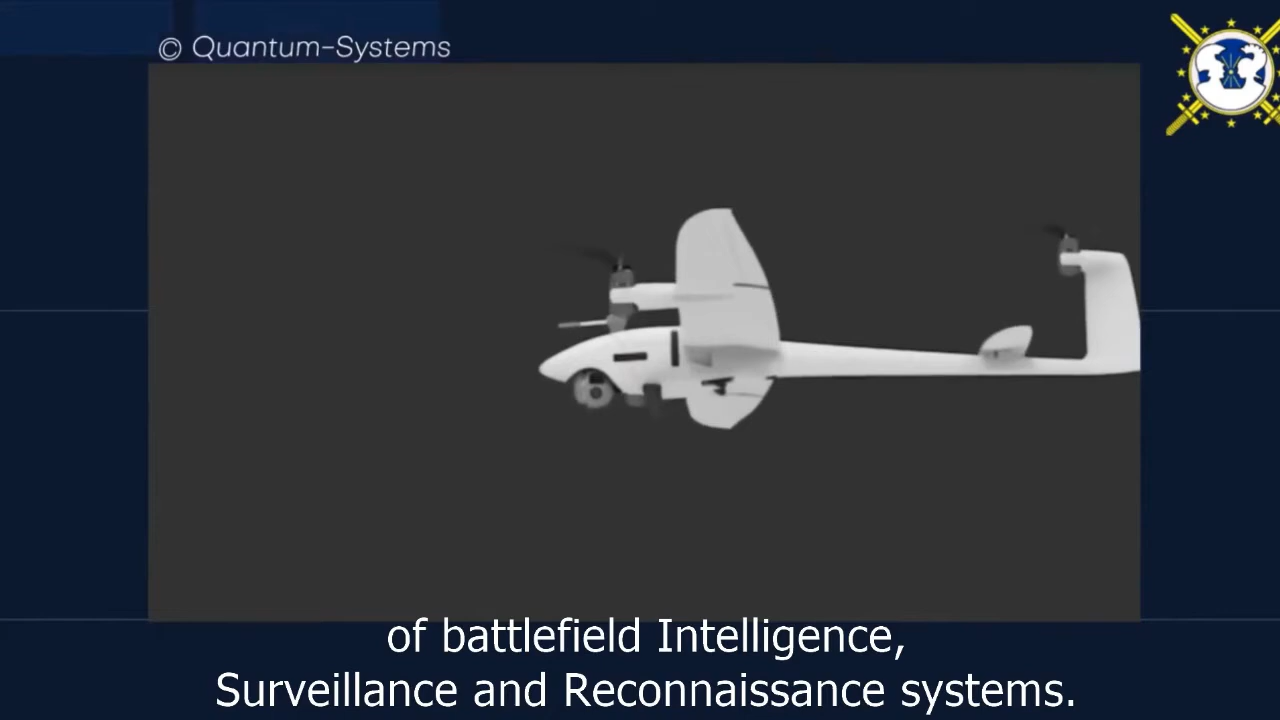 © Quantum-Systems
of battlefield Intelligence,
Surveillance and Reconnaissance systems.